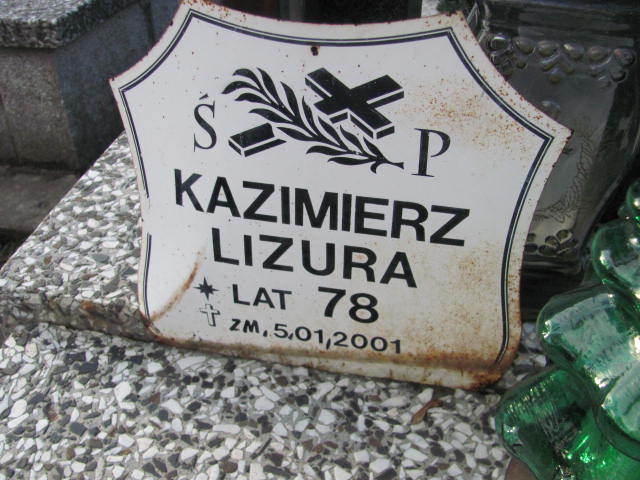 Ś P
KAZIMIERZ
LIZURA
LAT 78
ZM. 5,01,2001